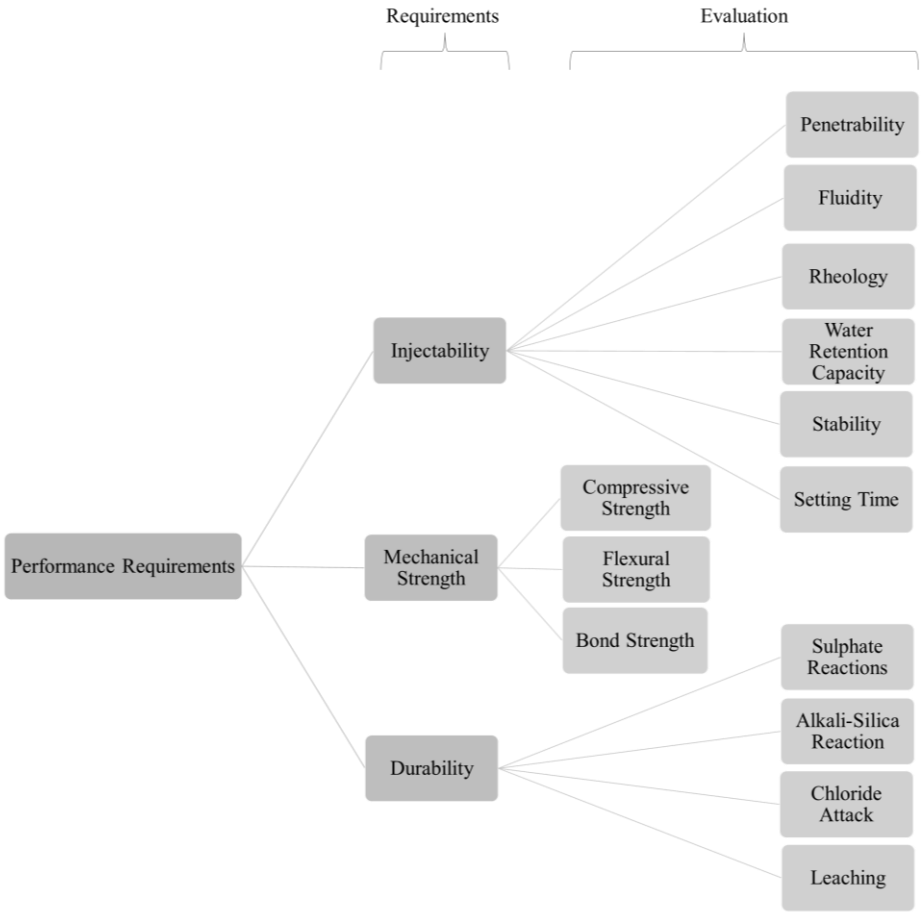 Requirements
Evaluation
Penetrability
Fluidity
Rheology
Injectability
Water
Retention
Capacity
Stability
Setting Time
Performance Requirements
Mechanical
Strength
Compressive
Strength
Flexural
Strength
Bond Strength
Durability
Sulphate
Reactions
Alkali-Silica
Reaction
Chloride
Attack
Leaching